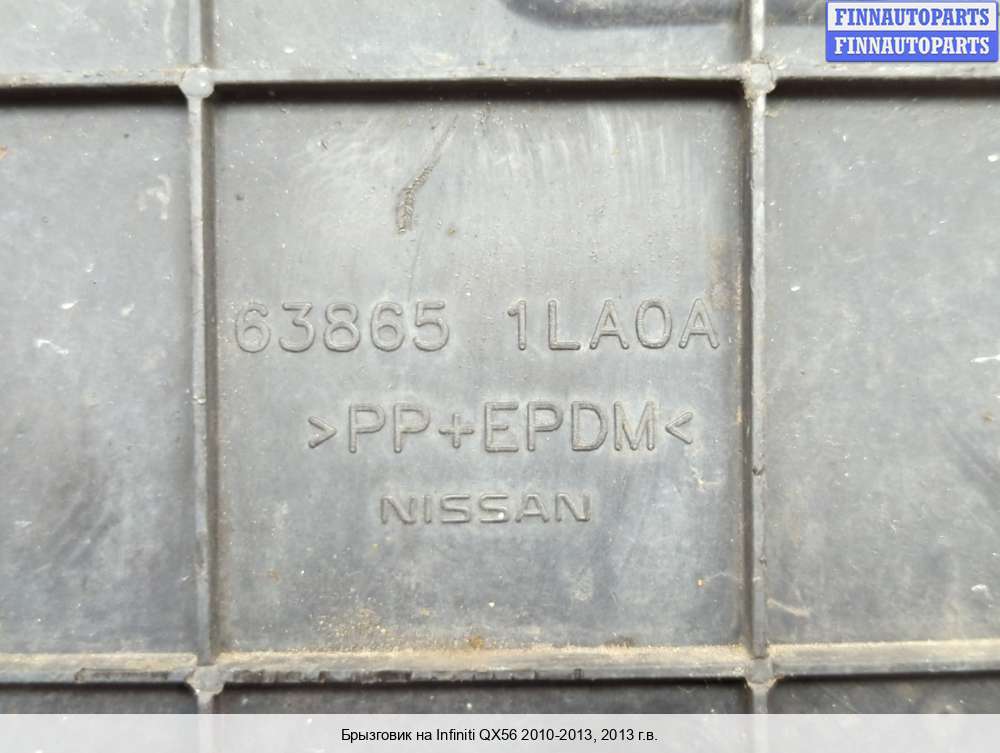 FINNAUTOPARTS
FINNAUTOPARTS
63865 1LA0A
>PP+EPDM<
NISSAN
Брызговик на Infiniti QX56 2010-2013, 2013 г.в.